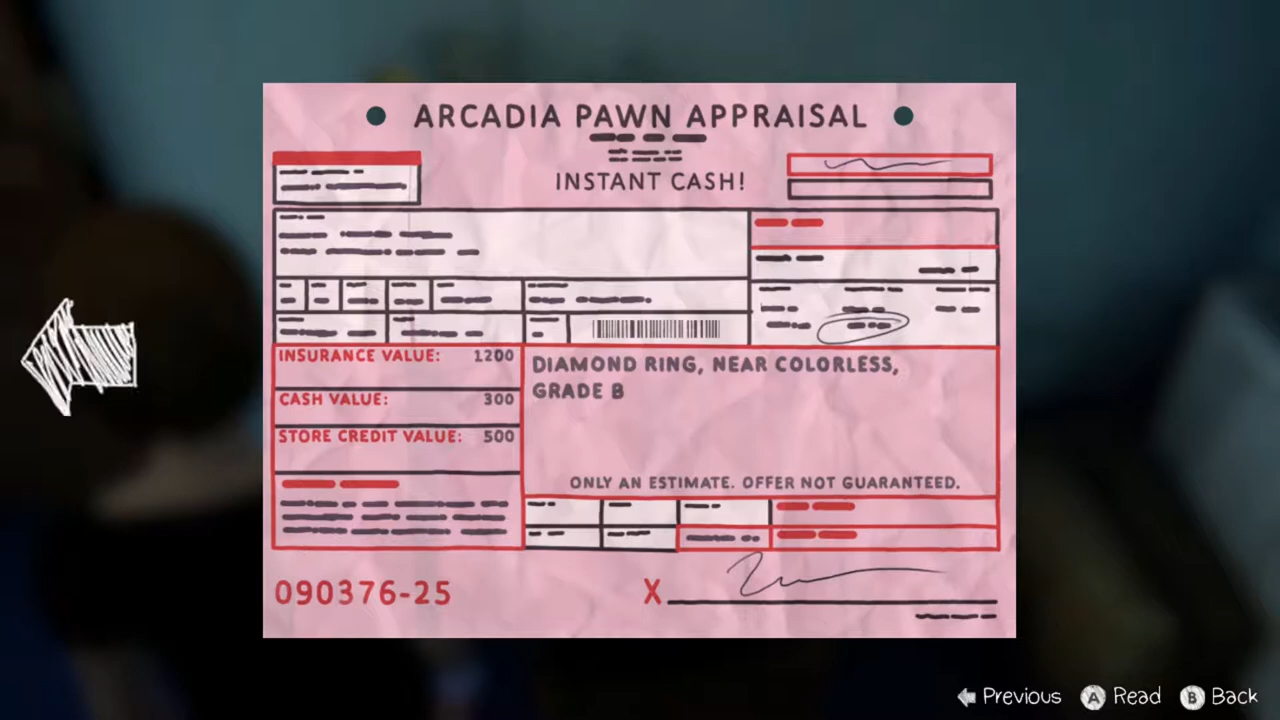 ARCADIA PAWN APPRAISAL
INSTANT CASH!
INSURANCE VALUE: 1200
CASH VALUE: 300
STORE CREDIT VALUE: 500
DIAMOND RING, NEAR COLORLESS,
GRADE B
ONLY AN ESTIMATE. OFFER NOT GUARANTEED.
090376-25
X
Previous A Read B Back